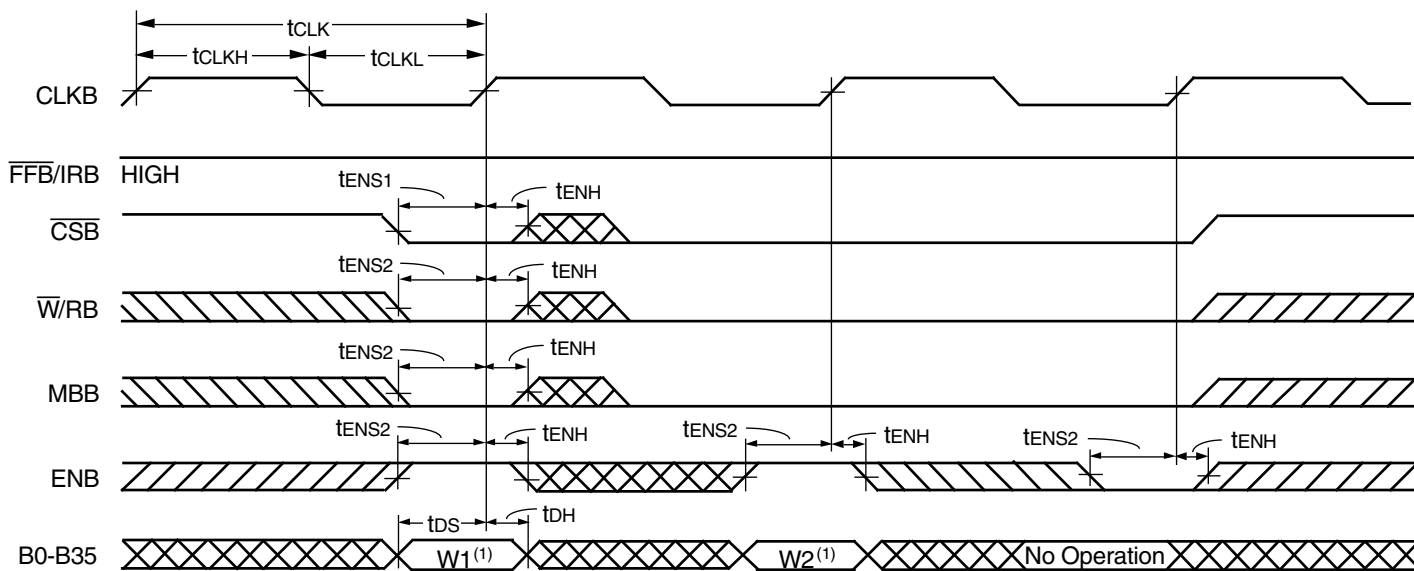 tCLK
tCLKH
tCLKL
CLKB
FFB/IRB HIGH
tENS1
tENH
CSB
tENS2
tENH
W/RB
tENS2
tENH
MBB
tENS2
tENH
tENS2
tENH
tENS2
tENH
ENB
tDS
tDH
B0-B35
W1(1)
W2(1)
No Operation